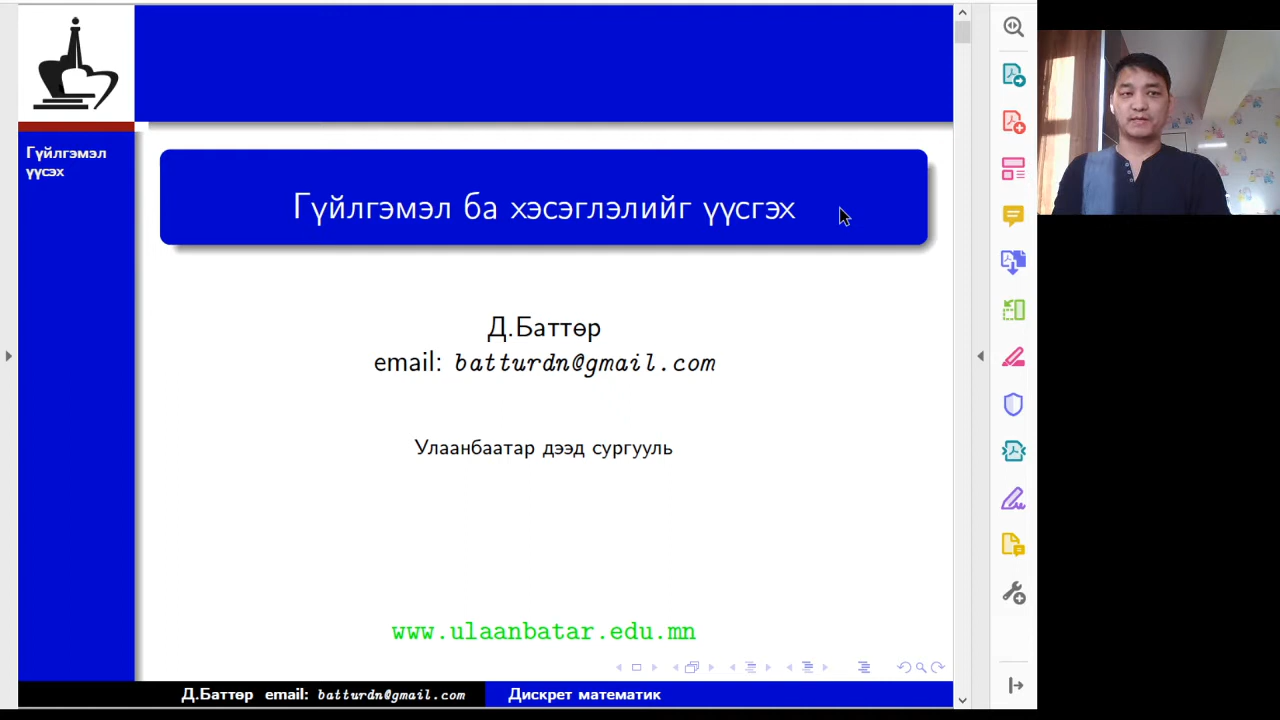 Гүйлгэмэл
үүсэх
Гүйлгэмэл ба хэсэглэлийг үүсгэх
Д.Баттөр
email: batturdn@gmail.com
Улаанбаатар дээд сургууль
www.ulaanbatar.edu.mn
Д.Баттөр email: batturdn@gmail.com Дискрет математик